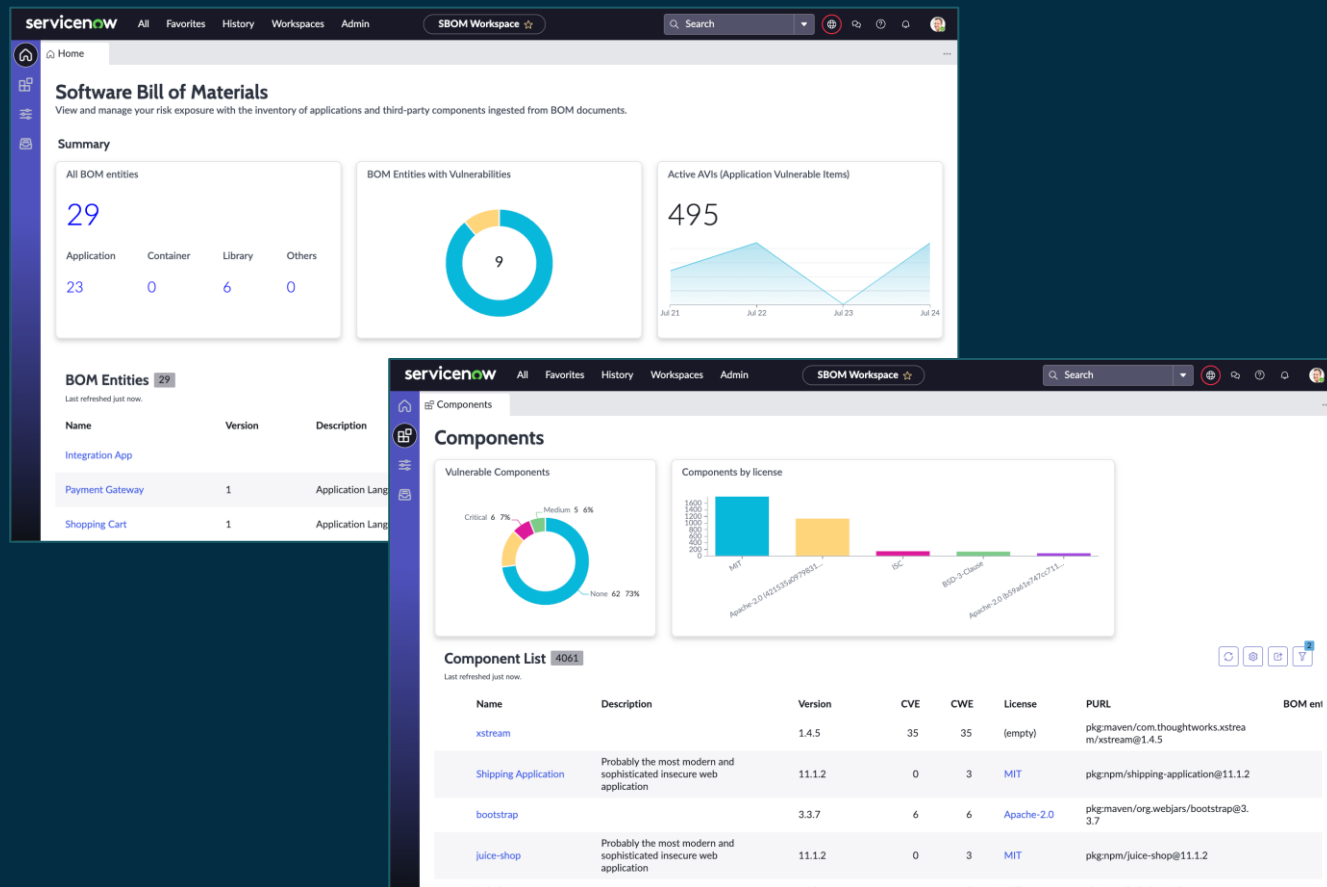 servicenow All Favorites History Workspaces Admin SBOM Workspace Search
Home
Software Bill of Materials
View and manage your risk exposure with the inventory of applications and third-party components ingested from BOM documents.
Summary
All BOM entities
29
Application Container Library Others
23 0 6 0
BOM Entities with Vulnerabilities
9
Active AVIs (Application Vulnerable Items)
495
Jul 21 Jul 22 Jul 23 Jul 24
BOM Entities 29
Last refreshed just now.
Name Version Description
Integration App
Payment Gateway 1 Application Lang
Shopping Cart 1 Application Lang
servicenow All Favorites History Workspaces Admin SBOM Workspace Search
Components
Components
Vulnerable Components
Critical 6 7%
Medium 5 6%
None 62 73%
Components by license
1600
1400
1200
1000
800
600
400
200
0
MIT
Apache-2.0 (421535a0979831...
ISC
BSD-3-Clause
Apache-2.0 (b59a61e747cc711...
Component List 4061
2
Last refreshed just now.
Name Description Version CVE CWE License PURL BOM ent
xstream 1.4.5 35 35 (empty) pkg:maven/com.thoughtworks.xstrea
m/xstream@1.4.5
Shipping Application Probably the most modern and
sophisticated insecure web
application 11.1.2 0 3 MIT pkg:npm/shipping-application@11.1.2
bootstrap 3.3.7 6 6 Apache-2.0 pkg:maven/org.webjars/bootstrap@3.
3.7
juice-shop Probably the most modern and
sophisticated insecure web
application 11.1.2 0 3 MIT pkg:npm/juice-shop@11.1.2